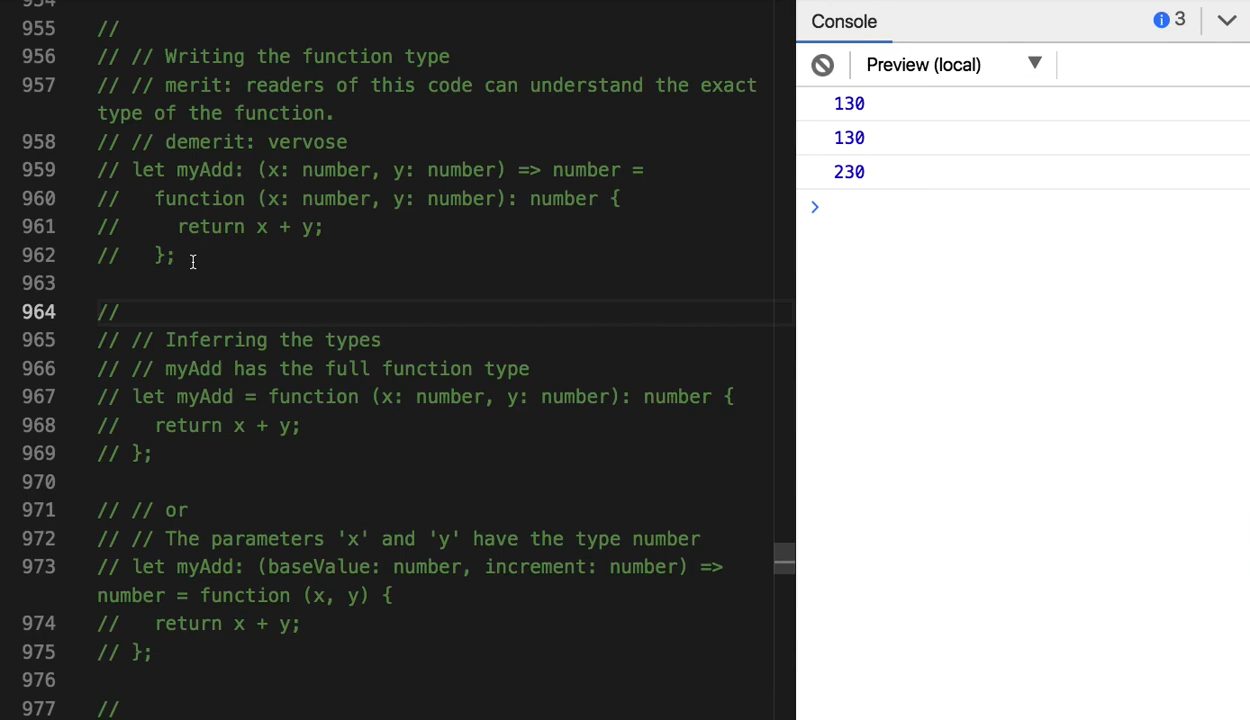 954
955 //
956 // // Writing the function type
957 // // merit: readers of this code can understand the exact
type of the function.
958 // // demerit: vervose
959 // let myAdd: (x: number, y: number) => number =
960 //   function (x: number, y: number): number {
961 //     return x + y;
962 //   };
963
964 //
965 // // Inferring the types
966 // // myAdd has the full function type
967 // let myAdd = function (x: number, y: number): number {
968 //   return x + y;
969 // };
970
971 // // or
972 // // The parameters 'x' and 'y' have the type number
973 // let myAdd: (baseValue: number, increment: number) =>
number = function (x, y) {
974 //   return x + y;
975 // };
976
977 //
Console
3
Preview (local)
130
130
230